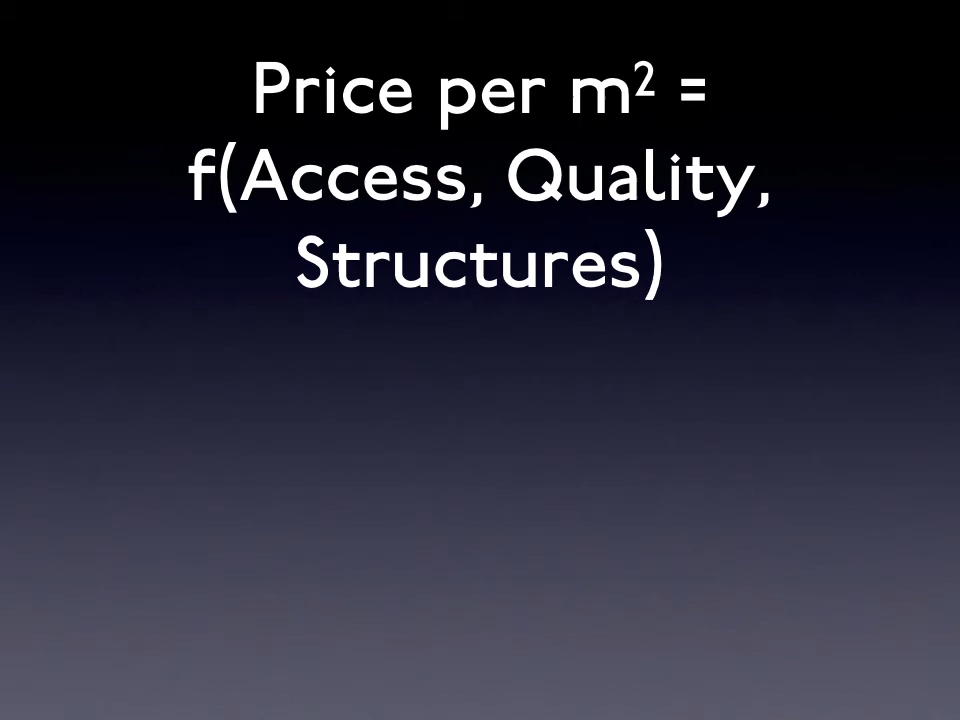 Price per m² =
f(Access, Quality,
Structures)